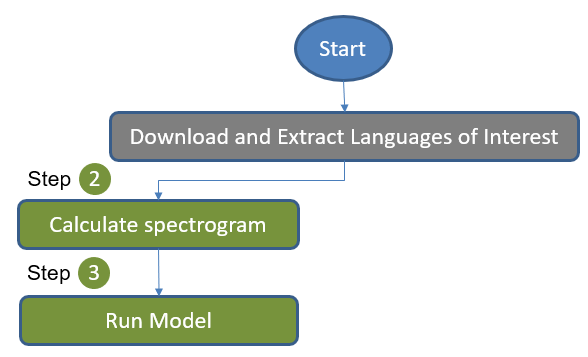 Start
Download and Extract Languages of Interest
Step 2
Calculate spectrogram
Step 3
Run Model